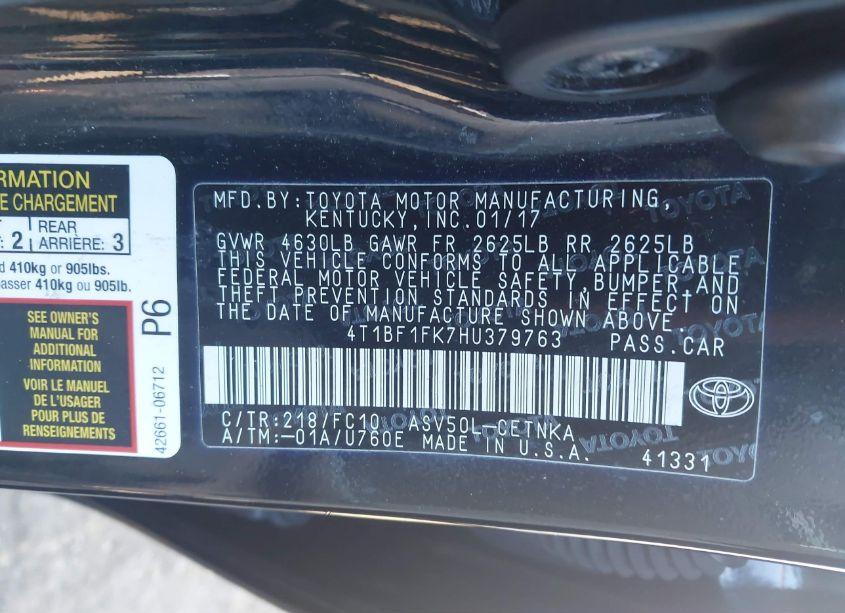 RMATION
E CHARGEMENT
2
REAR
ARRIÈRE: 3
410kg or 905lbs.
asser 410kg ou 905lb.
SEE OWNER'S
MANUAL FOR
ADDITIONAL
INFORMATION
VOIR LE MANUEL
DE L'USAGER
POUR PLUS DE
RENSEIGNEMENTS
P6
42661-06712
MFD.BY:TOYOTA MOTOR MANUFACTURING,
KENTUCKY,INC.01/17
GVWR 4630LB GAWR FR 2625LB RR 2625LB
THIS VEHICLE CONFORMS TO ALL APPLICABLE
FEDERAL MOTOR VEHICLE SAFETY,BUMPER,AND
THEFT PREVENTION STANDARDS IN EFFECT ON
THE DATE OF MANUFACTURE SHOWN ABOVE.
4T1BF1FK7HU379763 PASS.CAR
C/TR:218/FC10 ASV50L-CETNKA
A/TM:-01A/U760E MADE IN U.S.A.
41331
TOYOTA